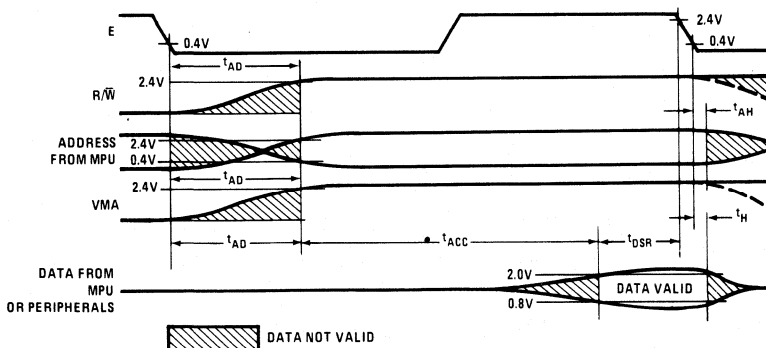 E
0.4V
2.4V
0.4V
tAD
2.4V
R/W̅
tAH
ADDRESS
FROM MPU
2.4V
0.4V
tAD
2.4V
VMA
tH
tAD
tACC
tDSR
DATA FROM
MPU
OR PERIPHERALS
2.0V
0.8V
DATA VALID
DATA NOT VALID